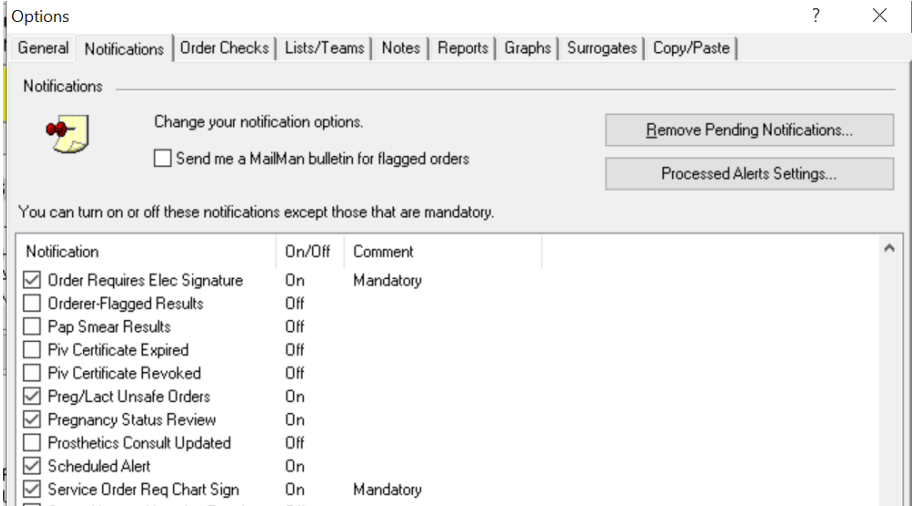 Options
General Notifications Order Checks Lists/Teams Notes Reports Graphs Surrogates Copy/Paste
Notifications
Change your notification options.
Remove Pending Notifications...
Send me a MailMan bulletin for flagged orders
Processed Alerts Settings...
You can turn on or off these notifications except those that are mandatory.
Notification On/Off Comment
Order Requires Elec Signature On Mandatory
Orderer-Flagged Results Off
Pap Smear Results Off
Piv Certificate Expired Off
Piv Certificate Revoked Off
Preg/Lact Unsafe Orders On
Pregnancy Status Review On
Prosthetics Consult Updated Off
Scheduled Alert On
Service Order Req Chart Sign On Mandatory